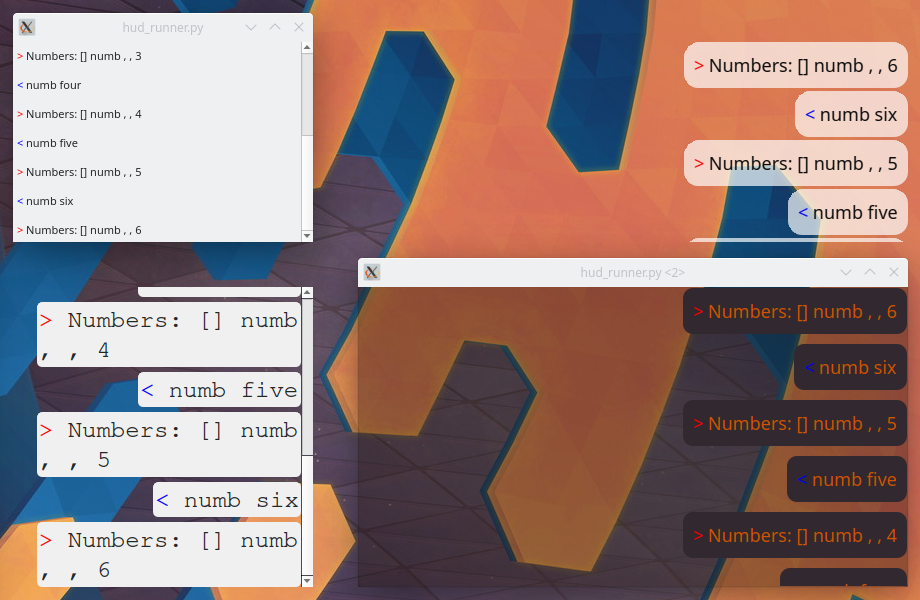 hud_runner.py
> Numbers: [] numb , , 3
< numb four
> Numbers: [] numb , , 4
< numb five
> Numbers: [] numb , , 5
< numb six
> Numbers: [] numb , , 6
> Numbers: [] numb , , 6
< numb six
> Numbers: [] numb , , 5
< numb five
> Numbers: [] numb
, , 4
< numb five
> Numbers: [] numb
, , 5
< numb six
> Numbers: [] numb
, , 6
hud_runner.py <2>
> Numbers: [] numb , , 6
< numb six
> Numbers: [] numb , , 5
< numb five
> Numbers: [] numb , , 4